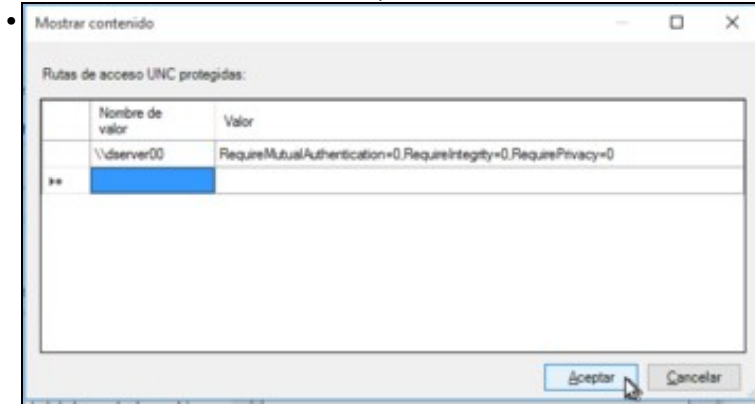 Mostrar contenido
Rutas de acceso UNC protegidas:
Nombre de valor
Valor
\\dserver00
RequireMutualAuthentication=0,RequireIntegrity=0,RequirePrivacy=0
Aceptar
Cancelar